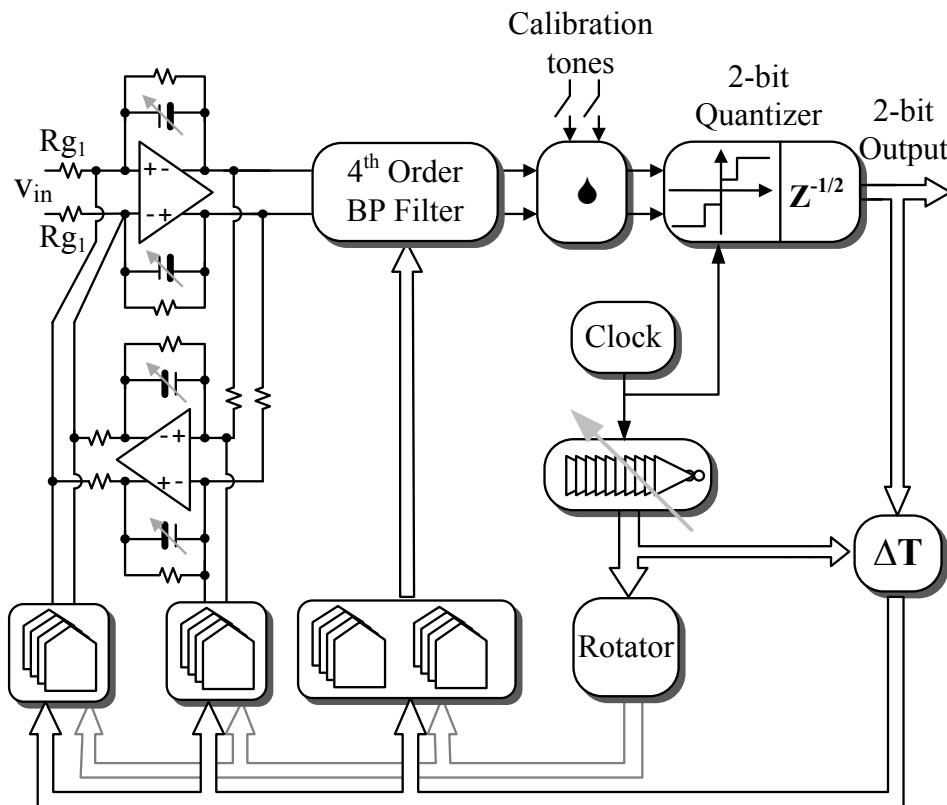 Calibration
tones
2-bit
Quantizer
2-bit
Output
Rg1
+ -
Vin
- +
Rg1
4th Order
BP Filter
Z-1/2
Clock
- +
+ -
ΔT
Rotator